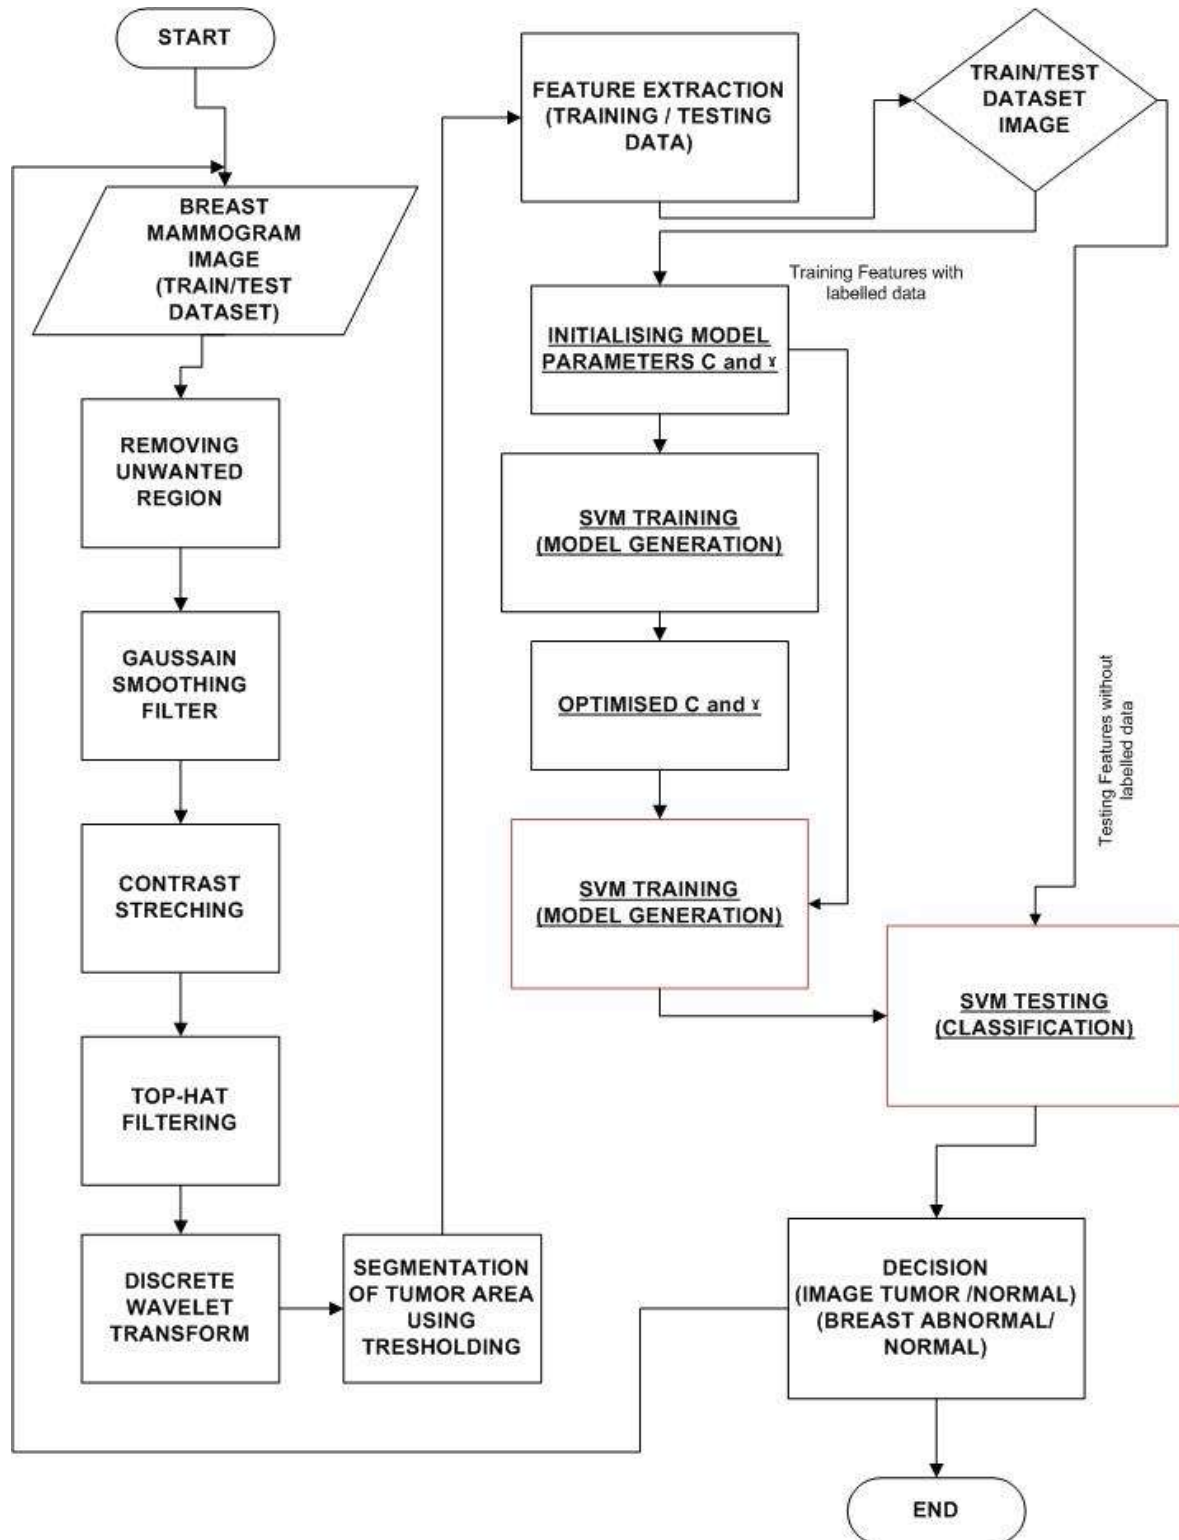 START
BREAST
MAMMOGRAM
IMAGE
(TRAIN/TEST
DATASET)
REMOVING
UNWANTED
REGION
GAUSSAIN
SMOOTHING
FILTER
CONTRAST
STRECHING
TOP-HAT
FILTERING
DISCRETE
WAVELET
TRANSFORM
SEGMENTATION
OF TUMOR AREA
USING
TRESHOLDING
FEATURE EXTRACTION
(TRAINING / TESTING
DATA)
TRAIN/TEST
DATASET
IMAGE
Training Features with
labelled data
INITIALISING MODEL
PARAMETERS C and ɤ
SVM TRAINING
(MODEL GENERATION)
OPTIMISED C and ɤ
SVM TRAINING
(MODEL GENERATION)
Testing Features without
labelled data
SVM TESTING
(CLASSIFICATION)
DECISION
(IMAGE TUMOR /NORMAL)
(BREAST ABNORMAL/
NORMAL)
END